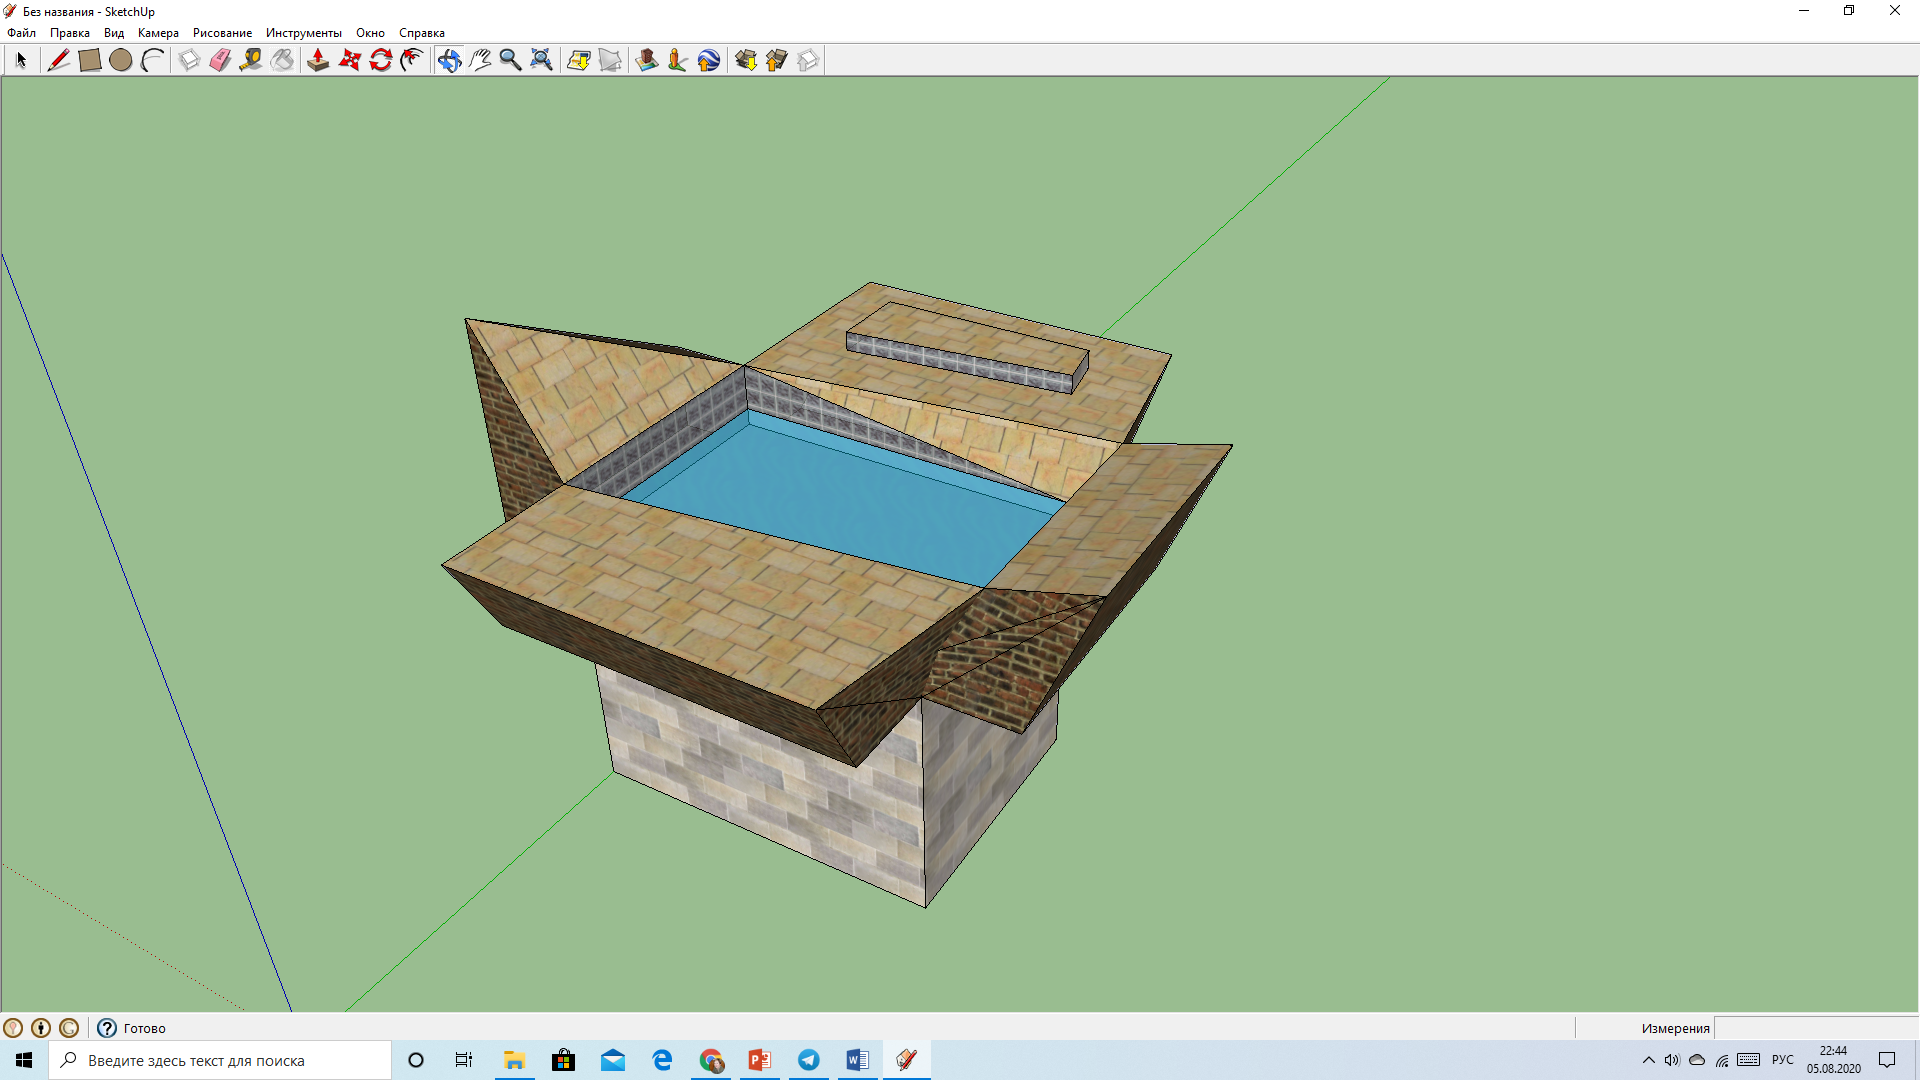 Без названия - SketchUp
Файл Правка Вид Камера Рисование Инструменты Окно Справка
Готово
Измерения
Введите здесь текст для поиска
РУС
22:44
05.08.2020